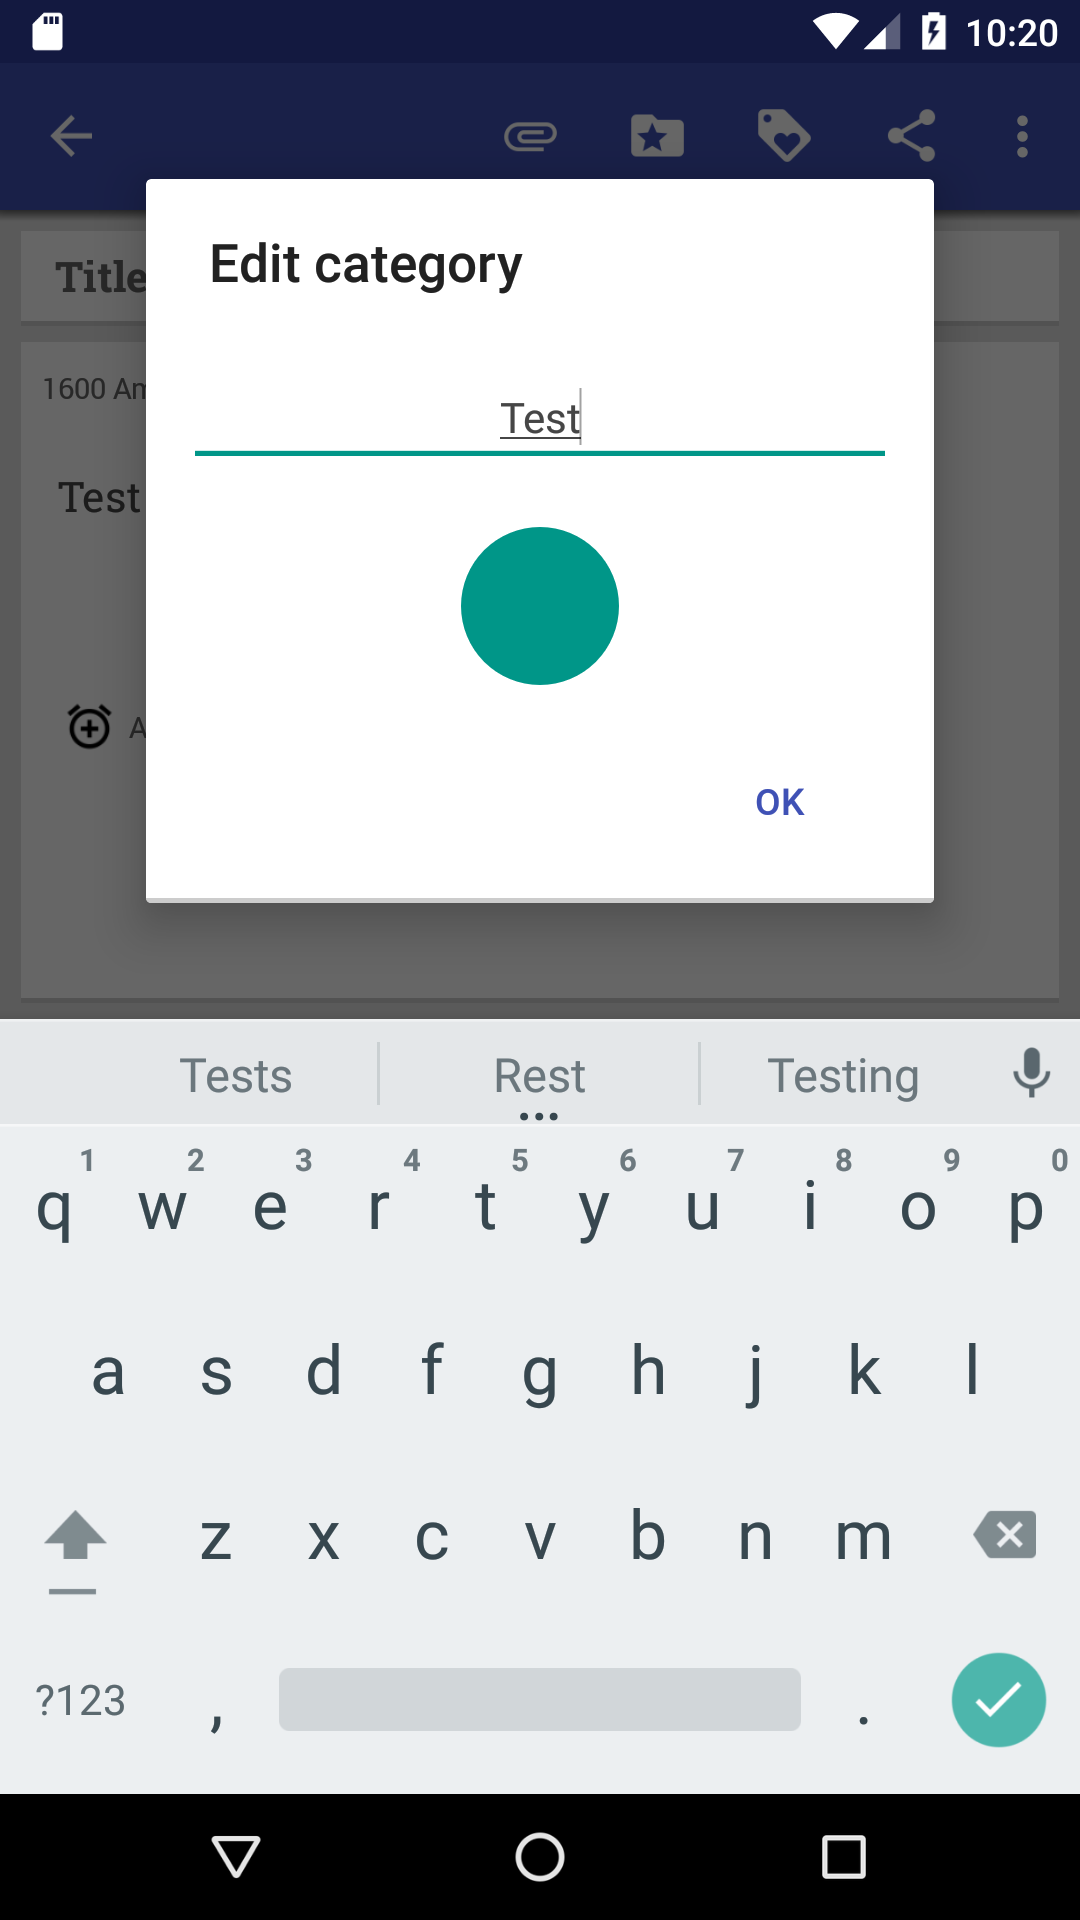 10:20
Edit category
Title
1600 Am
Test
Test
A
OK
Tests Rest Testing
1 2 3 4 5 6 7 8 9 0
q w e r t y u i o p
a s d f g h j k l
z x c v b n m
?123 , .